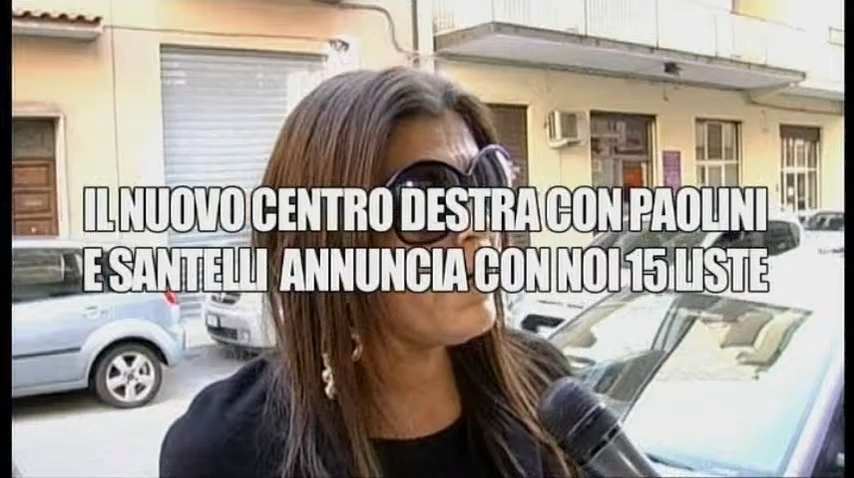 IL NUOVO CENTRO DESTRA CON PAOLINI
E SANTELLI ANNUNCIA CON NOI 15 LISTE